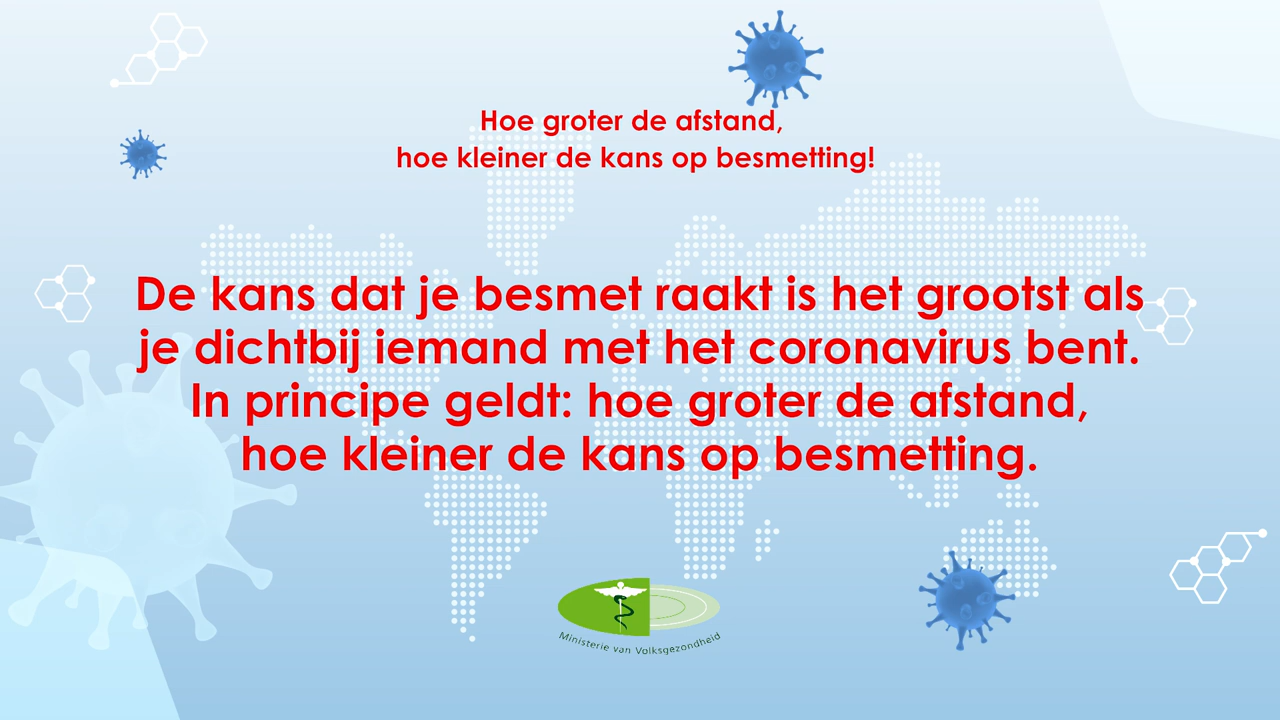 Hoe groter de afstand,
hoe kleiner de kans op besmetting!
De kans dat je besmet raakt is het grootst als
je dichtbij iemand met het coronavirus bent.
In principe geldt: hoe groter de afstand,
hoe kleiner de kans op besmetting.
Ministerie van Volksgezondheid